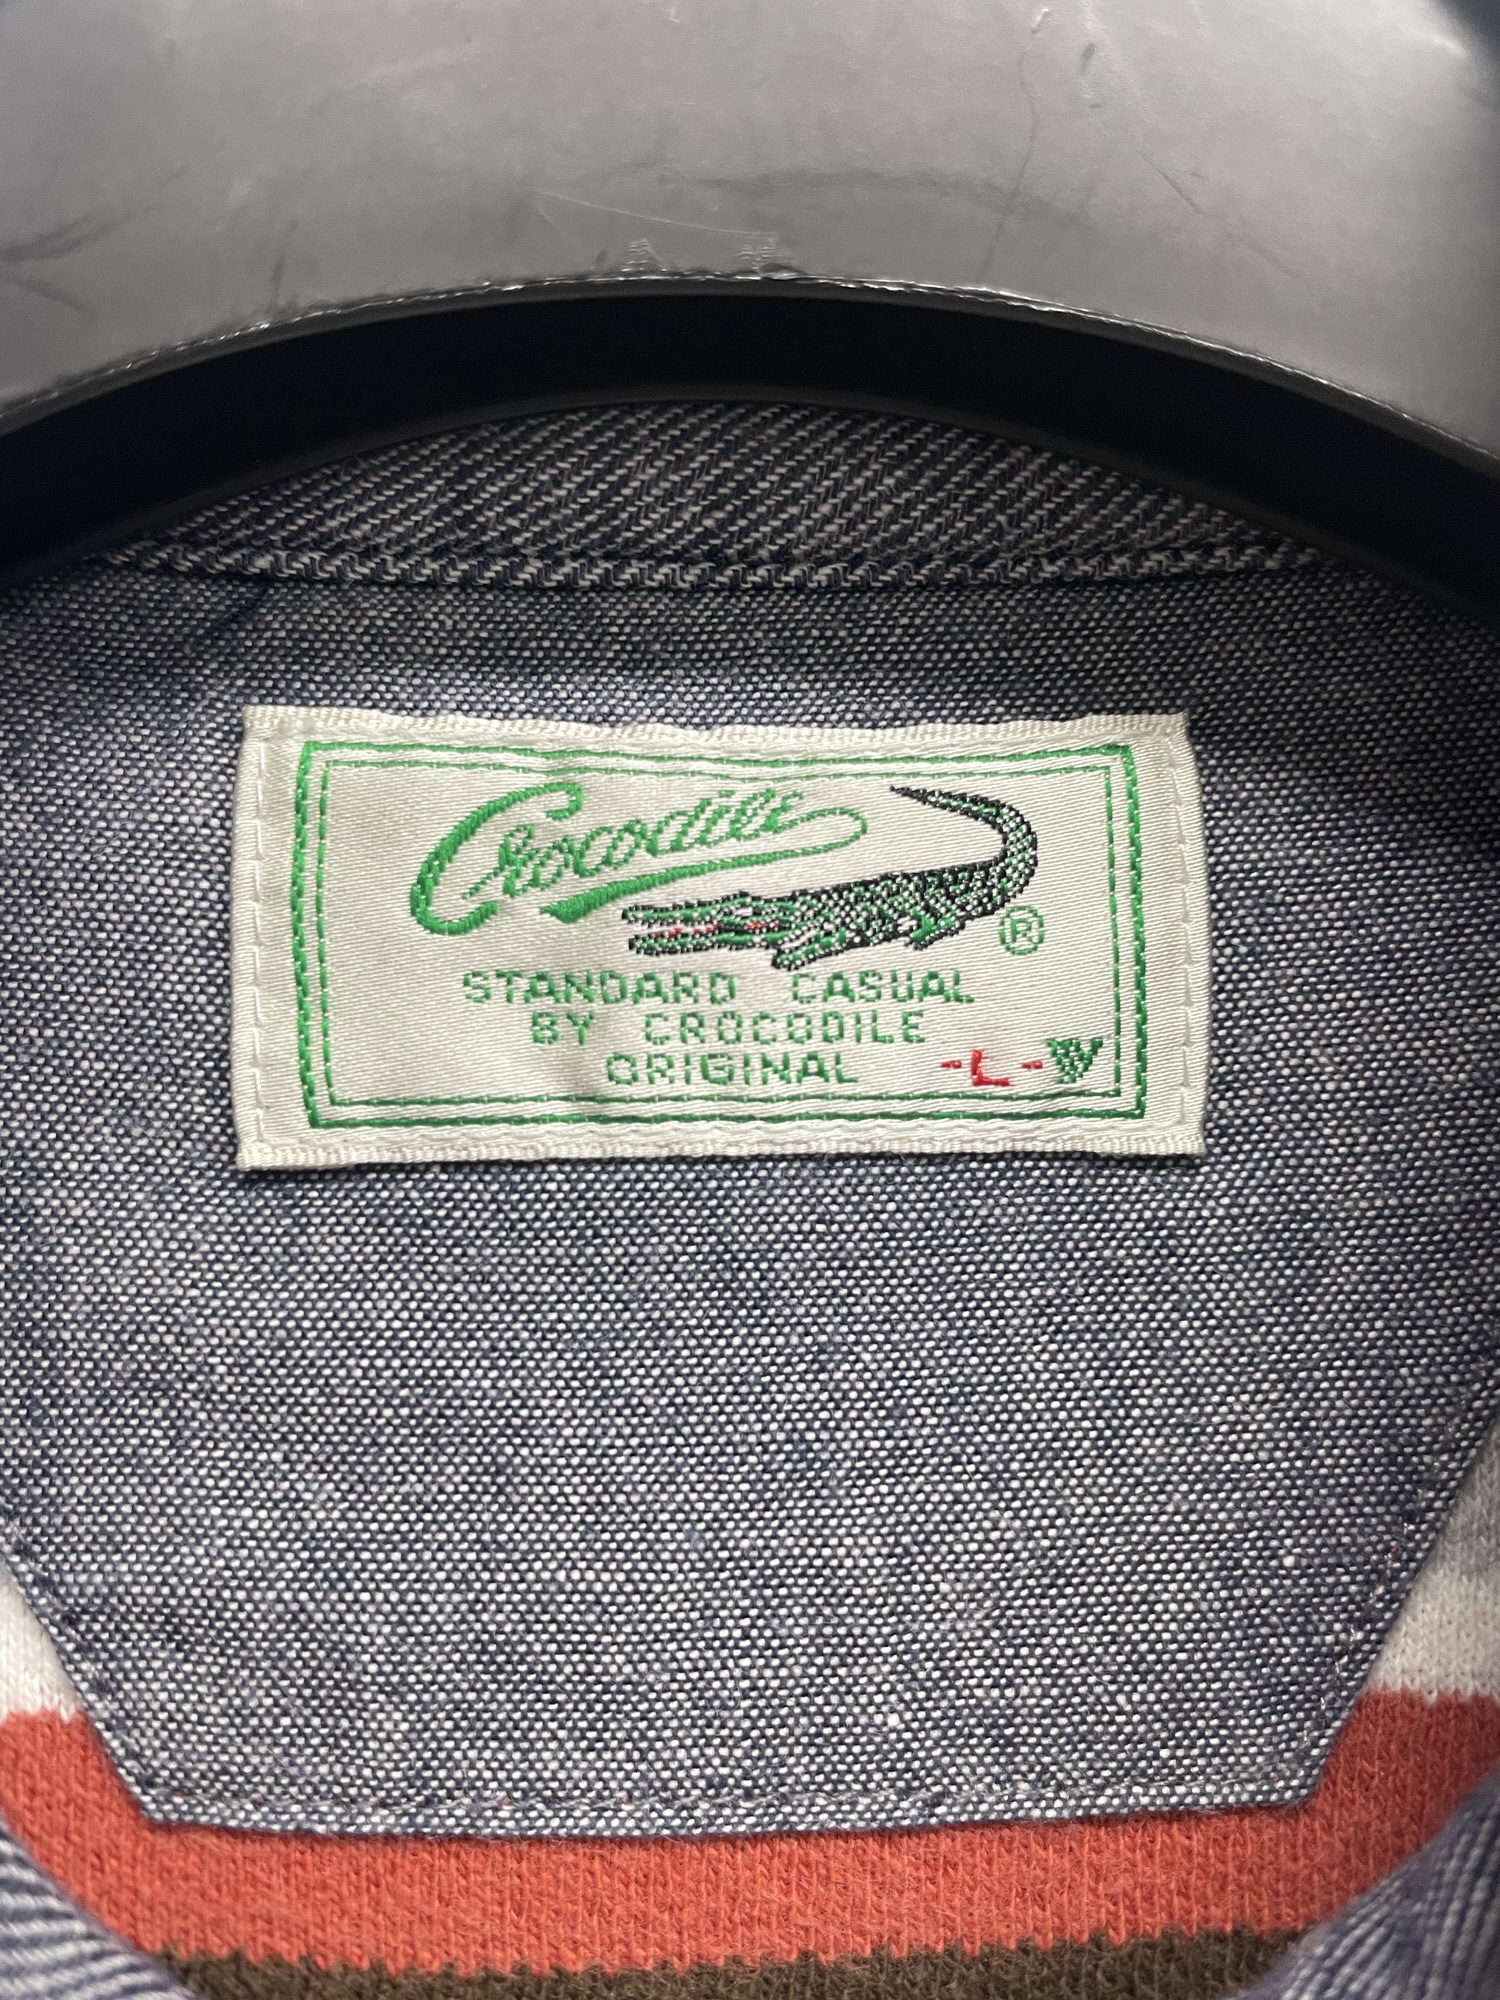 Crocodile
®
STANDARD CASUAL
BY CROCODILE
ORIGINAL -L-